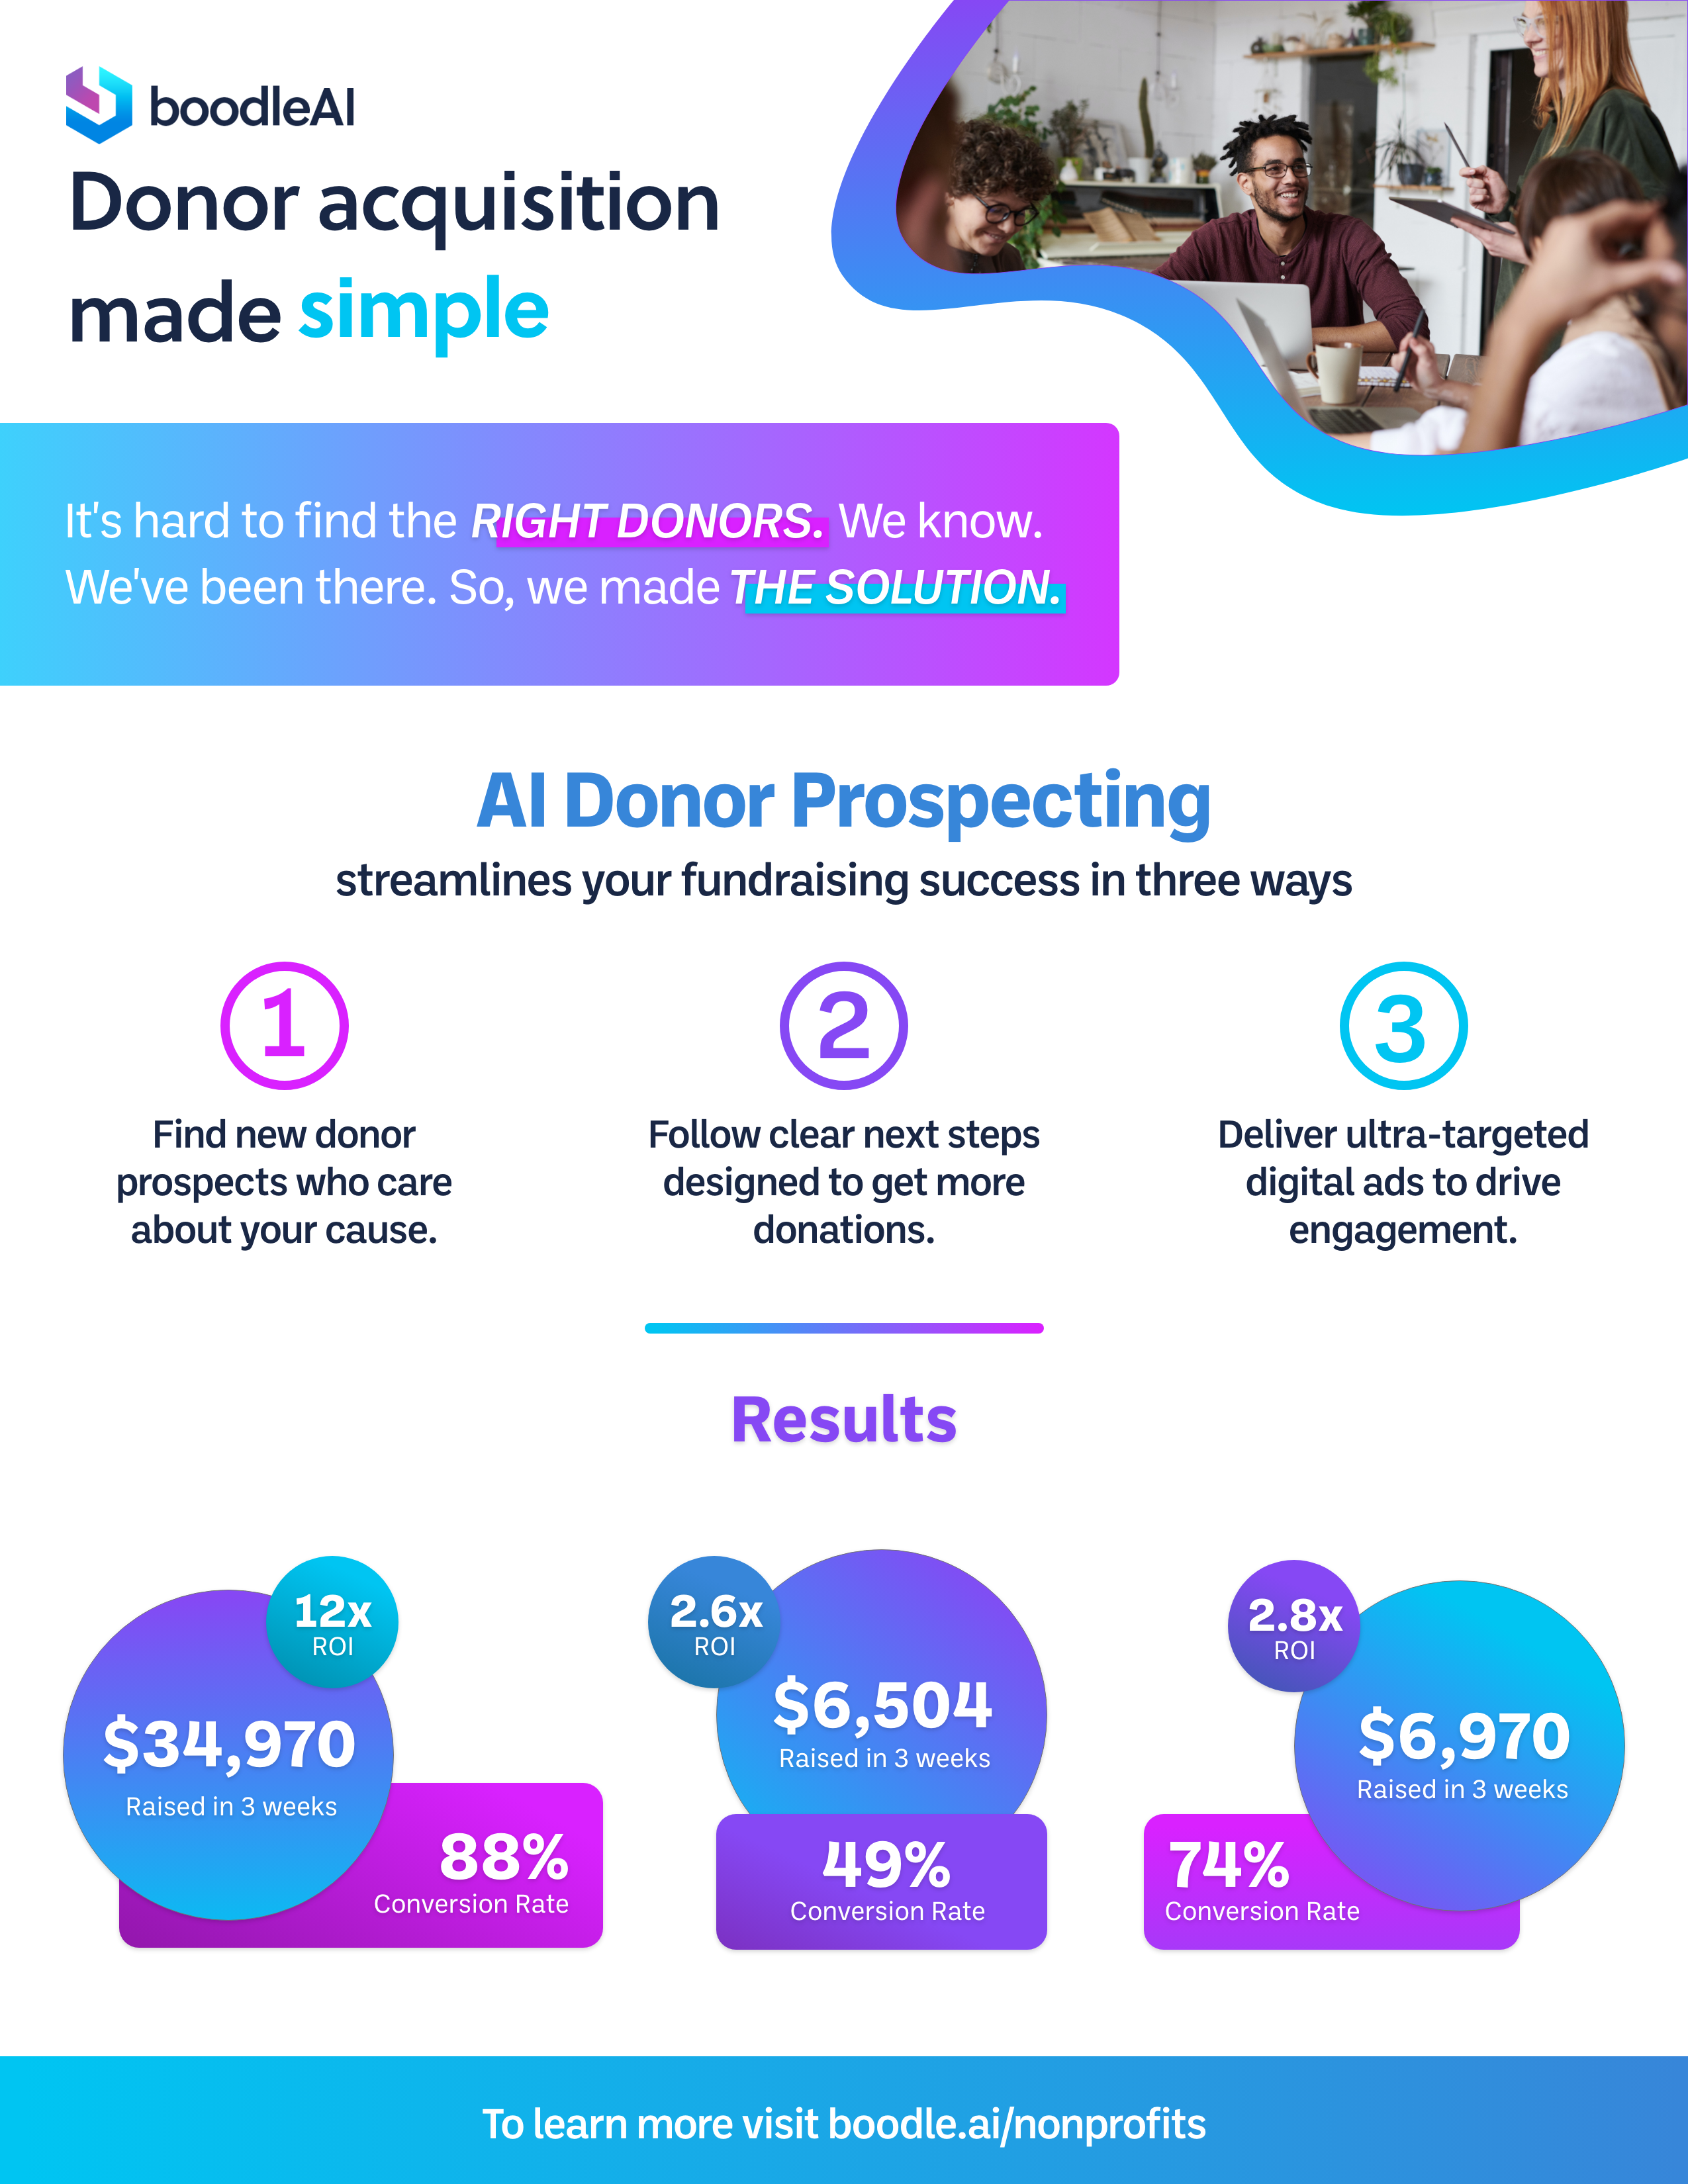 boodleAI
Donor acquisition
made simple
It's hard to find the RIGHT DONORS. We know.
We've been there. So, we made THE SOLUTION.
AI Donor Prospecting
streamlines your fundraising success in three ways
1
Find new donor
prospects who care
about your cause.
2
Follow clear next steps
designed to get more
donations.
3
Deliver ultra-targeted
digital ads to drive
engagement.
Results
12x
ROI
$34,970
Raised in 3 weeks
88%
Conversion Rate
2.6x
ROI
$6,504
Raised in 3 weeks
49%
Conversion Rate
2.8x
ROI
$6,970
Raised in 3 weeks
74%
Conversion Rate
To learn more visit boodle.ai/nonprofits